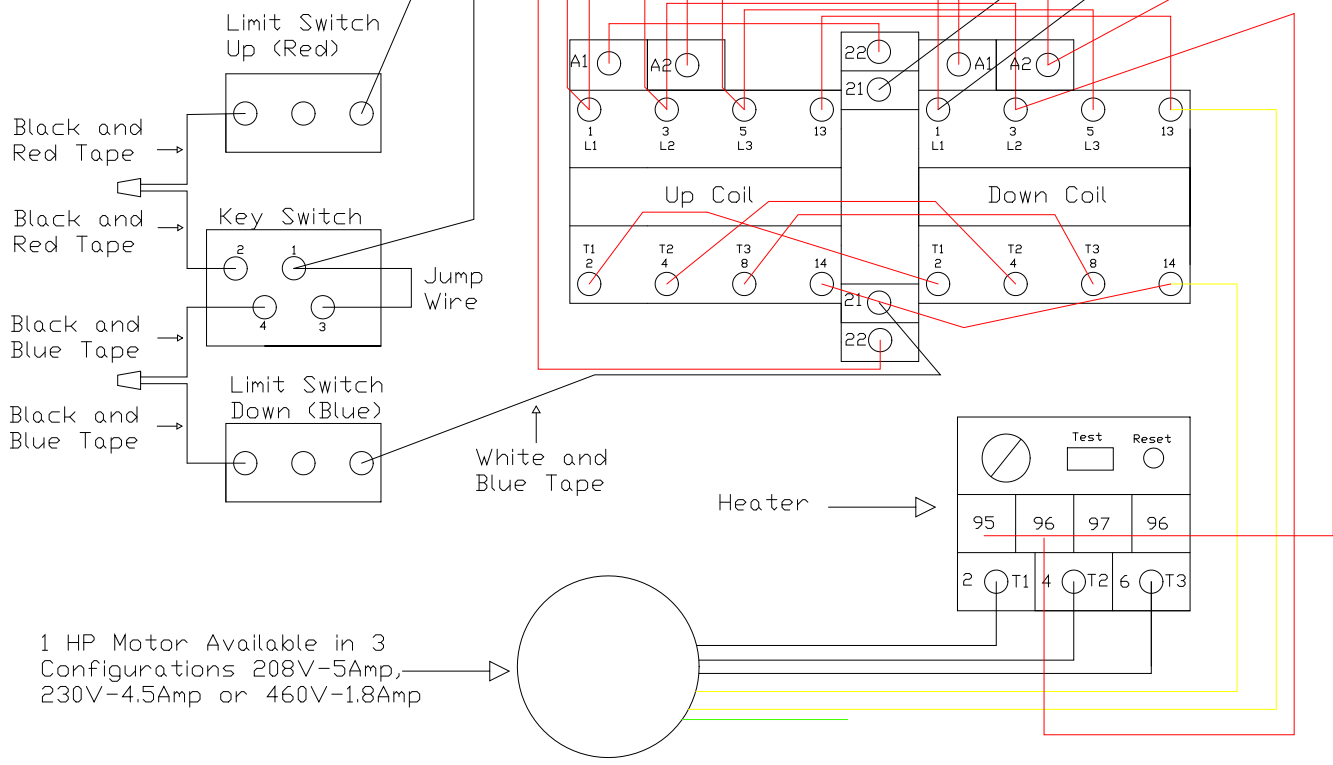 Limit Switch
Up (Red)
Black and
Red Tape
Black and
Red Tape
Key Switch
2 1
4 3
Jump
Wire
Black and
Blue Tape
Limit Switch
Down (Blue)
Black and
Blue Tape
White and
Blue Tape
A1 A2 22 A1 A2
21
1 3 5 13 1 3 5 13
L1 L2 L3 L1 L2 L3
Up Coil Down Coil
T1 T2 T3 T1 T2 T3
2 4 8 14 2 4 8 14
21
22
Heater
Test Reset
95 96 97 96
2 T1 4 T2 6 T3
1 HP Motor Available in 3
Configurations 208V-5Amp,
230V-4.5Amp or 460V-1.8Amp